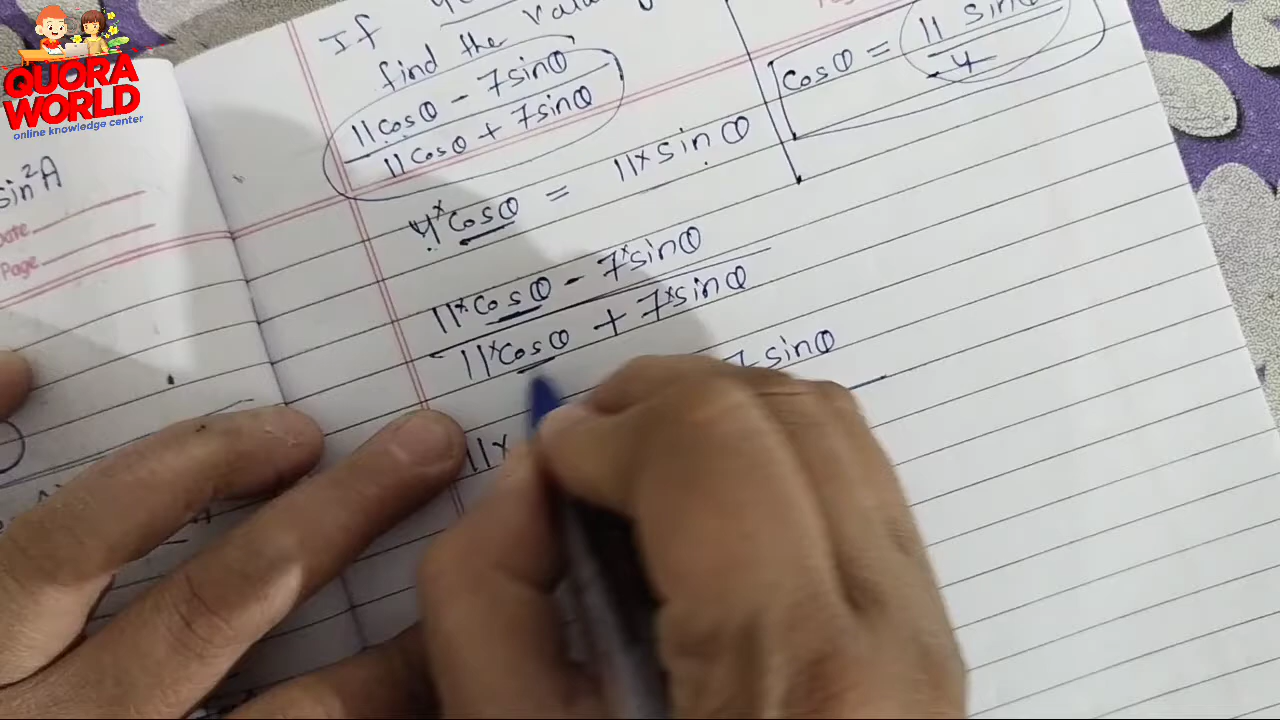 QUORA
WORLD
online knowledge center
sin²A
Date
Page
If
find the
11cosθ - 7sinθ
11cosθ + 7sinθ
cosθ = 11 sinθ
4
4×cosθ = 11×sinθ
11×cosθ - 7×sinθ
11×cosθ + 7×sinθ
7 sinθ
11×